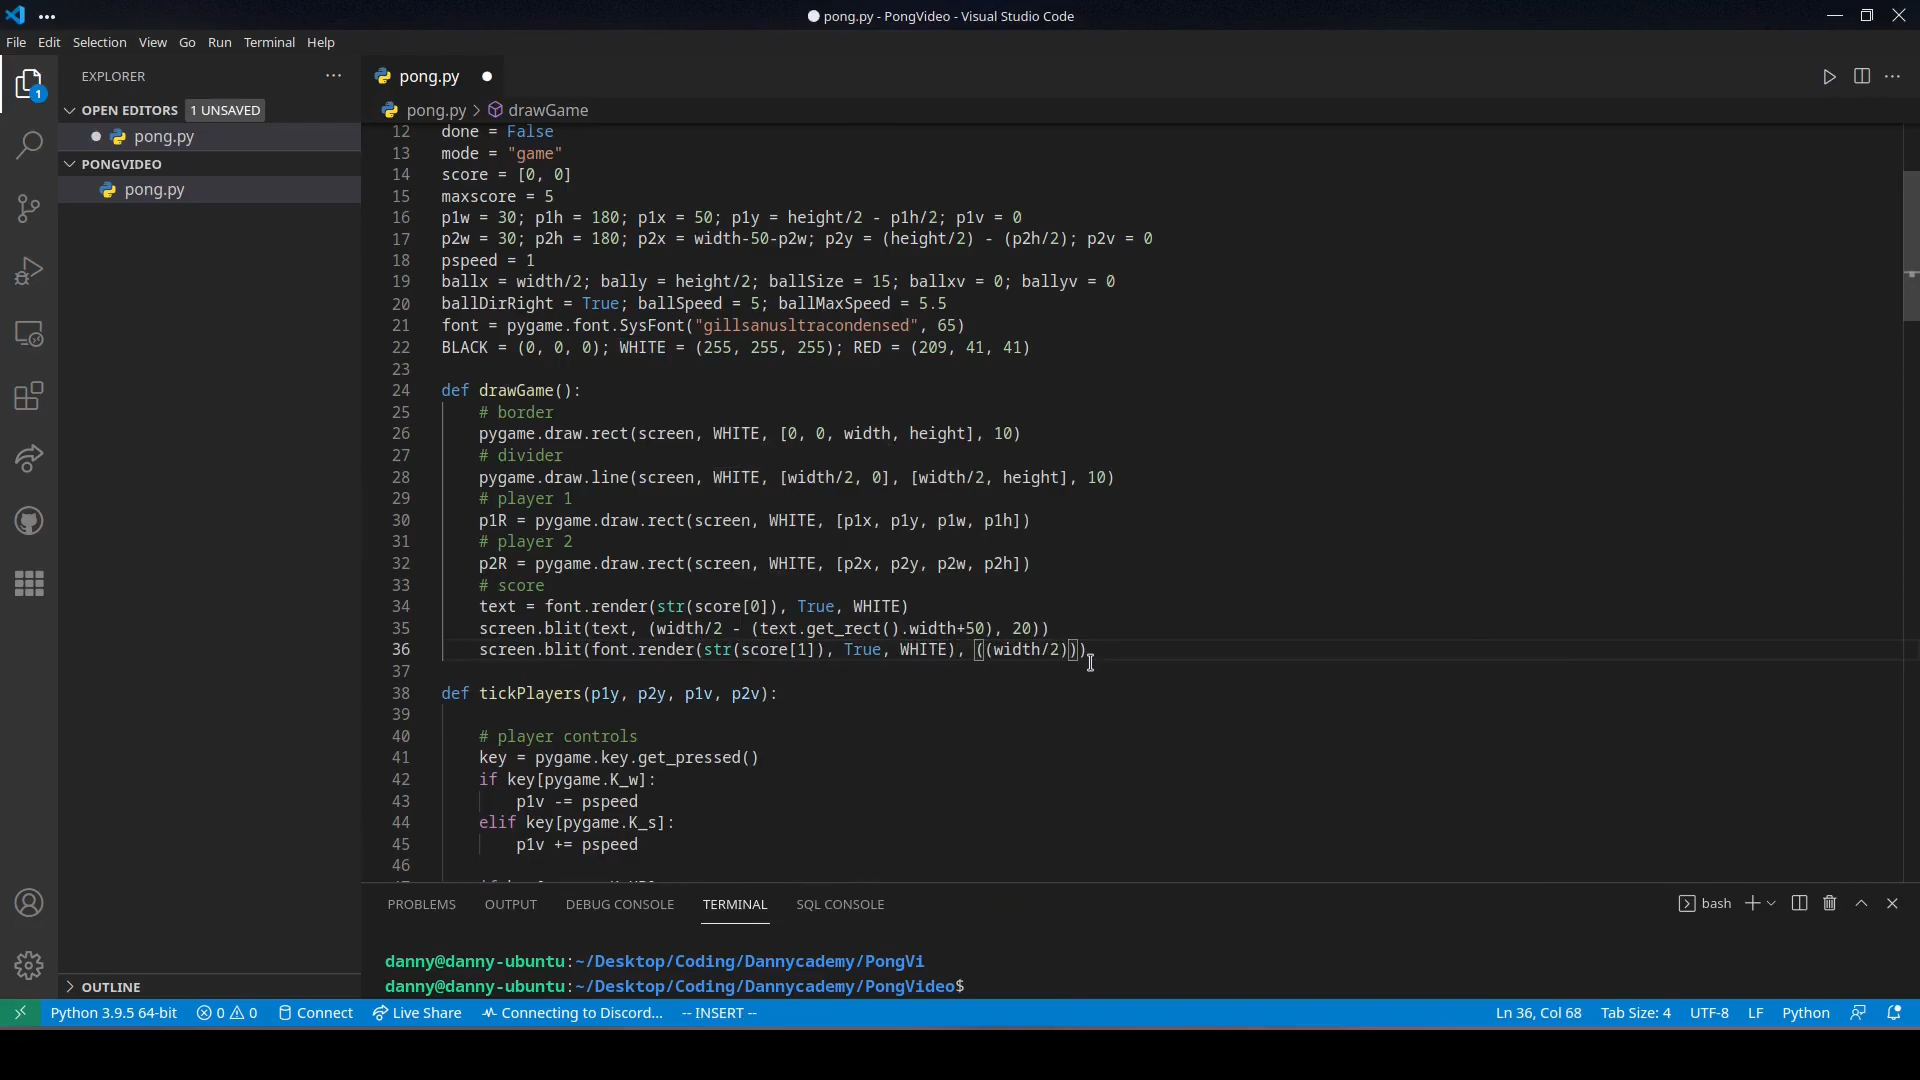 pong.py - PongVideo - Visual Studio Code
File Edit Selection View Go Run Terminal Help
EXPLORER
OPEN EDITORS 1 UNSAVED
pong.py
PONGVIDEO
pong.py
OUTLINE
pong.py
pong.py > drawGame
12 done = False
13 mode = "game"
14 score = [0, 0]
15 maxscore = 5
16 p1w = 30; p1h = 180; p1x = 50; p1y = height/2 - p1h/2; p1v = 0
17 p2w = 30; p2h = 180; p2x = width-50-p2w; p2y = (height/2) - (p2h/2); p2v = 0
18 pspeed = 1
19 ballx = width/2; bally = height/2; ballSize = 15; ballxv = 0; ballyv = 0
20 ballDirRight = True; ballSpeed = 5; ballMaxSpeed = 5.5
21 font = pygame.font.SysFont("gillsanusltracondensed", 65)
22 BLACK = (0, 0, 0); WHITE = (255, 255, 255); RED = (209, 41, 41)
23
24 def drawGame():
25 # border
26 pygame.draw.rect(screen, WHITE, [0, 0, width, height], 10)
27 # divider
28 pygame.draw.line(screen, WHITE, [width/2, 0], [width/2, height], 10)
29 # player 1
30 p1R = pygame.draw.rect(screen, WHITE, [p1x, p1y, p1w, p1h])
31 # player 2
32 p2R = pygame.draw.rect(screen, WHITE, [p2x, p2y, p2w, p2h])
33 # score
34 text = font.render(str(score[0]), True, WHITE)
35 screen.blit(text, (width/2 - (text.get_rect().width+50), 20))
36 screen.blit(font.render(str(score[1]), True, WHITE), ((width/2)))
37
38 def tickPlayers(p1y, p2y, p1v, p2v):
39
40 # player controls
41 key = pygame.key.get_pressed()
42 if key[pygame.K_w]:
43 p1v -= pspeed
44 elif key[pygame.K_s]:
45 p1v += pspeed
46
PROBLEMS OUTPUT DEBUG CONSOLE TERMINAL SQL CONSOLE bash
danny@danny-ubuntu:~/Desktop/Coding/Dannycademy/PongVi
danny@danny-ubuntu:~/Desktop/Coding/Dannycademy/PongVideo$
Python 3.9.5 64-bit 0 0 Connect Live Share Connecting to Discord... -- INSERT -- Ln 36, Col 68 Tab Size: 4 UTF-8 LF Python